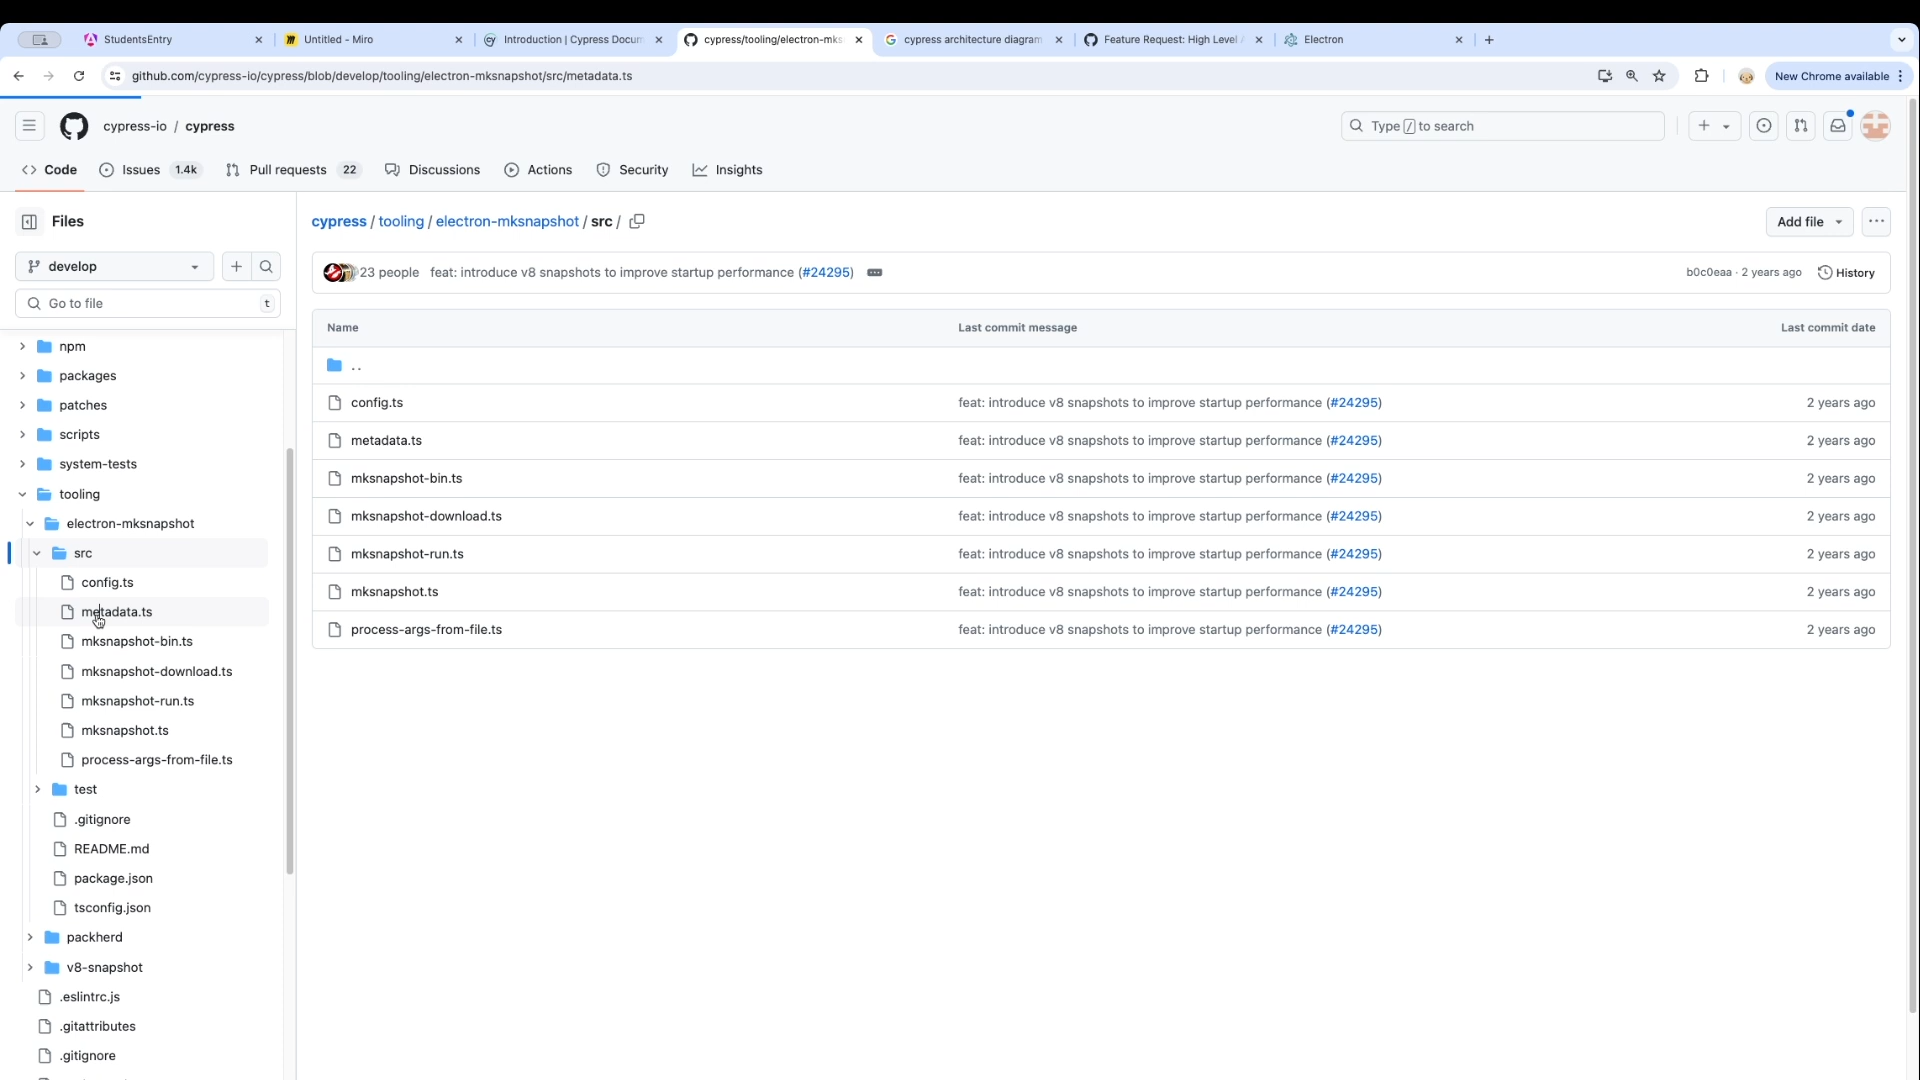 StudentsEntry
Untitled - Miro
Introduction | Cypress Docum
cypress/tooling/electron-mks
cypress architecture diagram
Feature Request: High Level
Electron
github.com/cypress-io/cypress/blob/develop/tooling/electron-mksnapshot/src/metadata.ts
New Chrome available
cypress-io / cypress
Type / to search
Code
Issues 1.4k
Pull requests 22
Discussions
Actions
Security
Insights
Files
develop
Go to file t
npm
packages
patches
scripts
system-tests
tooling
electron-mksnapshot
src
config.ts
metadata.ts
mksnapshot-bin.ts
mksnapshot-download.ts
mksnapshot-run.ts
mksnapshot.ts
process-args-from-file.ts
test
.gitignore
README.md
package.json
tsconfig.json
packherd
v8-snapshot
.eslintrc.js
.gitattributes
.gitignore
cypress / tooling / electron-mksnapshot / src /
Add file
23 people feat: introduce v8 snapshots to improve startup performance (#24295)
b0c0eaa · 2 years ago History
Name Last commit message Last commit date
..
config.ts feat: introduce v8 snapshots to improve startup performance (#24295) 2 years ago
metadata.ts feat: introduce v8 snapshots to improve startup performance (#24295) 2 years ago
mksnapshot-bin.ts feat: introduce v8 snapshots to improve startup performance (#24295) 2 years ago
mksnapshot-download.ts feat: introduce v8 snapshots to improve startup performance (#24295) 2 years ago
mksnapshot-run.ts feat: introduce v8 snapshots to improve startup performance (#24295) 2 years ago
mksnapshot.ts feat: introduce v8 snapshots to improve startup performance (#24295) 2 years ago
process-args-from-file.ts feat: introduce v8 snapshots to improve startup performance (#24295) 2 years ago